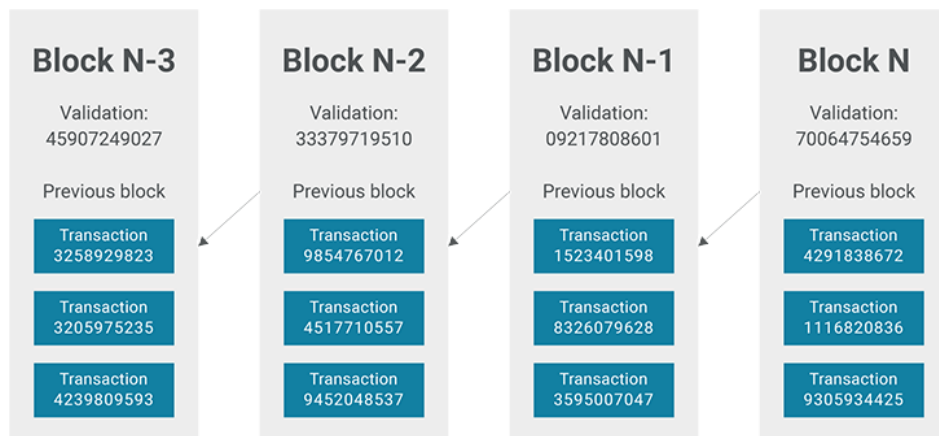 Block N-3
Validation:
45907249027
Previous block
Transaction
3258929823
Transaction
3205975235
Transaction
4239809593
Block N-2
Validation:
33379719510
Previous block
Transaction
9854767012
Transaction
4517710557
Transaction
9452048537
Block N-1
Validation:
09217808601
Previous block
Transaction
1523401598
Transaction
8326079628
Transaction
3595007047
Block N
Validation:
70064754659
Previous block
Transaction
4291838672
Transaction
1116820836
Transaction
9305934425